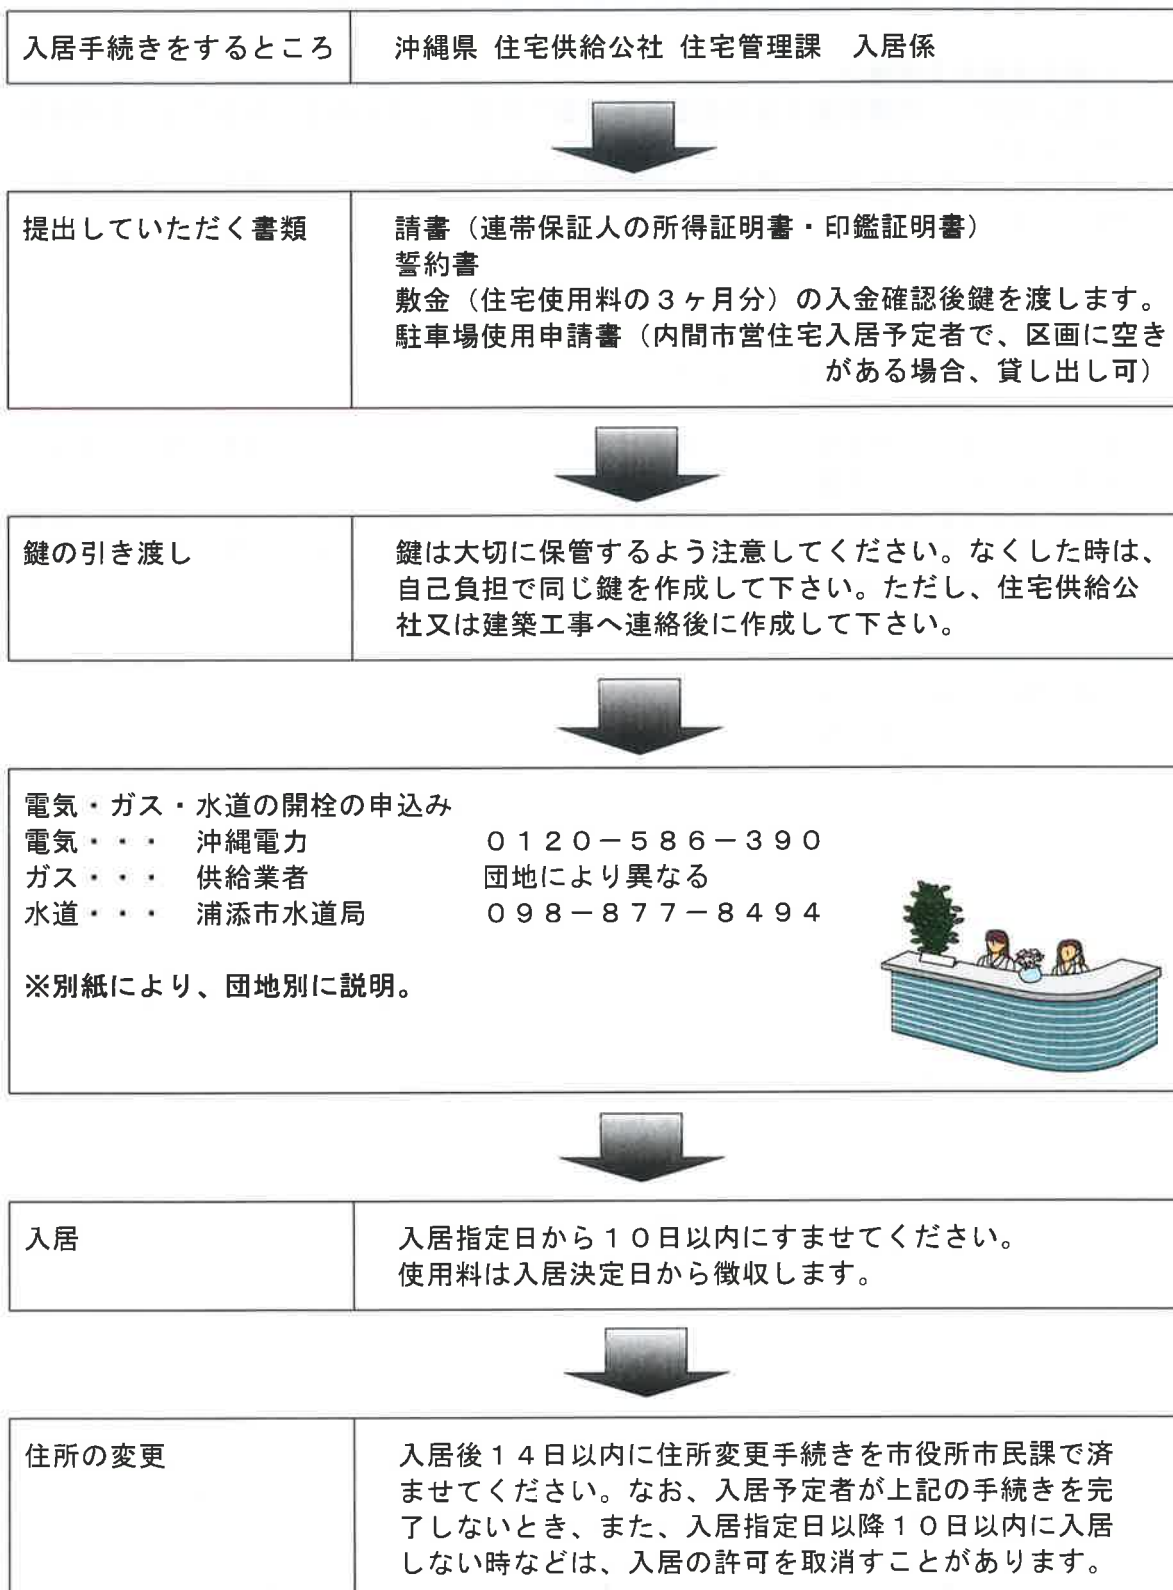 入居手続きをするところ
沖縄県 住宅供給公社 住宅管理課　入居係
提出していただく書類
請書（連帯保証人の所得証明書・印鑑証明書）
誓約書
敷金（住宅使用料の３ヶ月分）の入金確認後鍵を渡します。
駐車場使用申請書（内間市営住宅入居予定者で、区画に空き
がある場合、貸し出し可）
鍵の引き渡し
鍵は大切に保管するよう注意してください。なくした時は、
自己負担で同じ鍵を作成して下さい。ただし、住宅供給公
社又は建築工事へ連絡後に作成して下さい。
電気・ガス・水道の開栓の申込み
電気・・・　沖縄電力　　　　０１２０－５８６－３９０
ガス・・・　供給業者　　　　団地により異なる
水道・・・　浦添市水道局　　　０９８－８７７－８４９４
※別紙により、団地別に説明。
入居
入居指定日から１０日以内にすませてください。
使用料は入居決定日から徴収します。
住所の変更
入居後１４日以内に住所変更手続きを市役所市民課で済
ませてください。なお、入居予定者が上記の手続きを完
了しないとき、また、入居指定日以降１０日以内に入居
しない時などは、入居の許可を取消すことがあります。